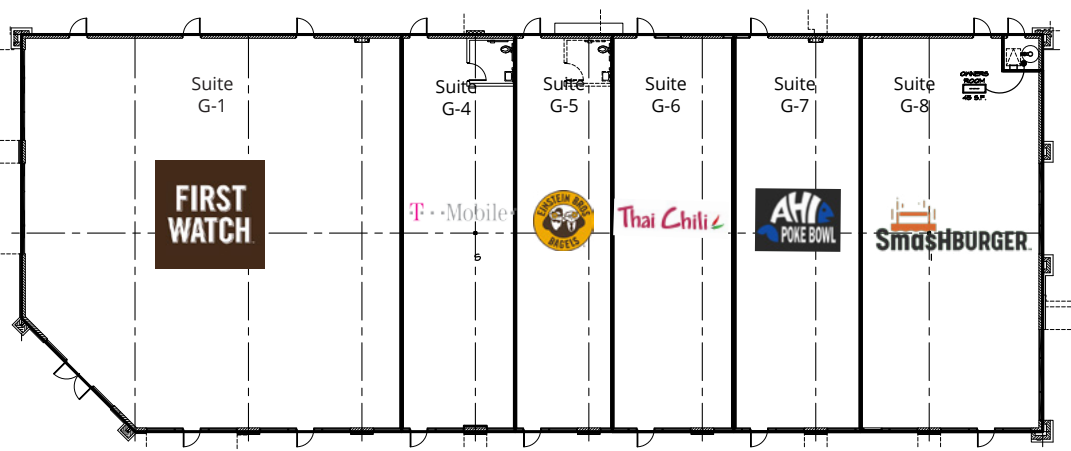 Suite
G-1
Suite
G-4
Suite
G-5
Suite
G-6
Suite
G-7
Suite
G-8
OWNERS
ROOM
45 S.F.
FIRST
WATCH
T··Mobile
EINSTEIN BROS
BAGELS
Thai Chili
AHI
POKE BOWL
SMASHBURGER